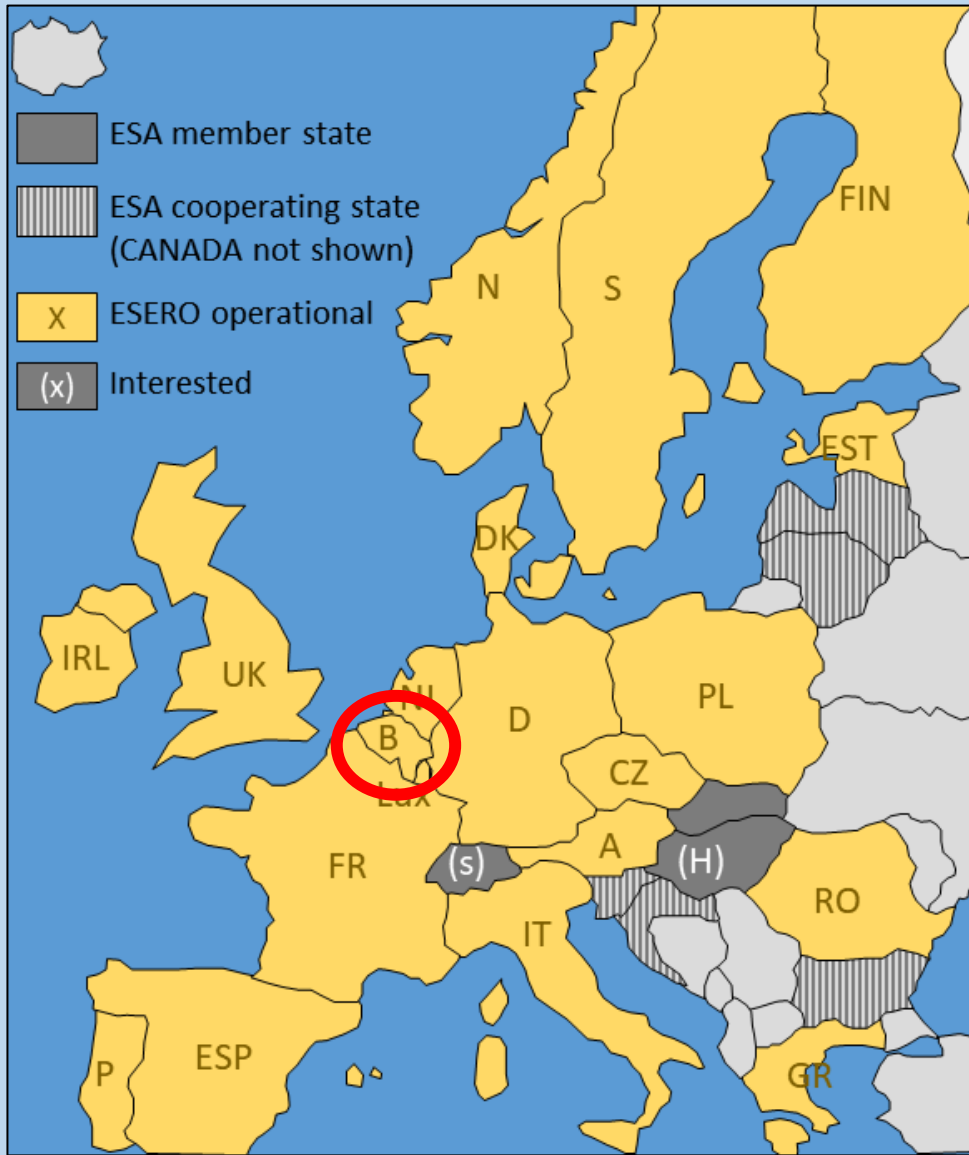 ESA member state
ESA cooperating state
(CANADA not shown)
X ESERO operational
(x) Interested
FIN
N
S
EST
DK
IRL
UK
NL
PL
D
B
CZ
Lux
A
FR
(s)
(H)
RO
IT
P
ESP
GR